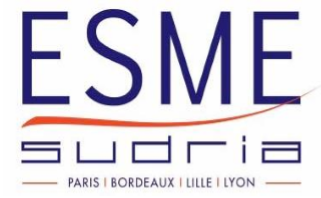 ESME
sudria
PARIS | BORDEAUX | LILLE | LYON